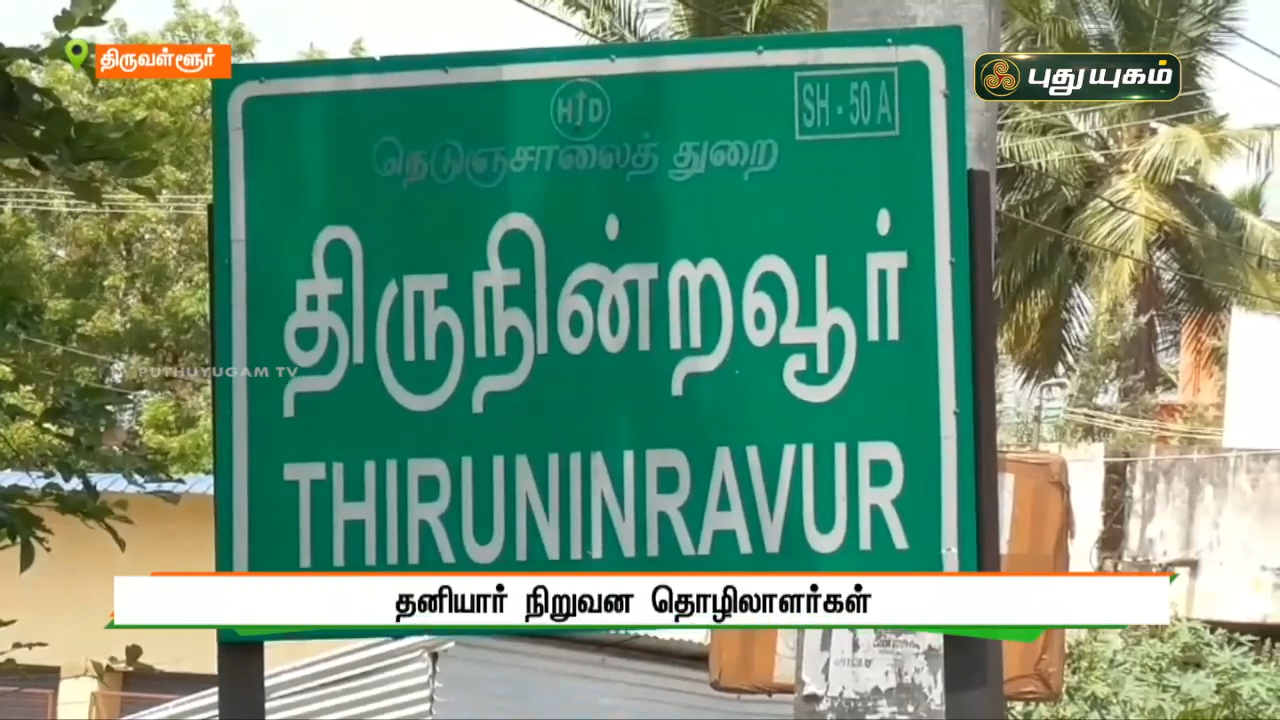 திருவள்ளூர்
புதுயுகம்
HD
SH - 50 A
நெடுஞ்சாலைத் துறை
திருநின்றவூர்
PUTHUYUGAM TV
THIRUNINRAVUR
தனியார் நிறுவன தொழிலாளர்கள்